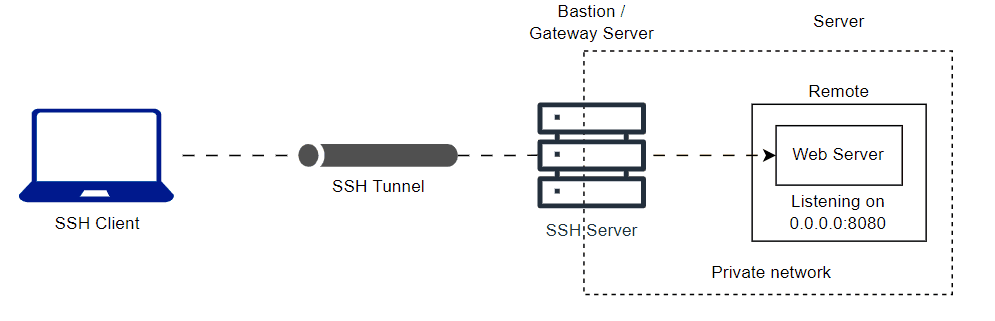 Bastion /
Gateway Server
Server
Remote
Web Server
Listening on
0.0.0.0:8080
SSH Tunnel
SSH Client
SSH Server
Private network